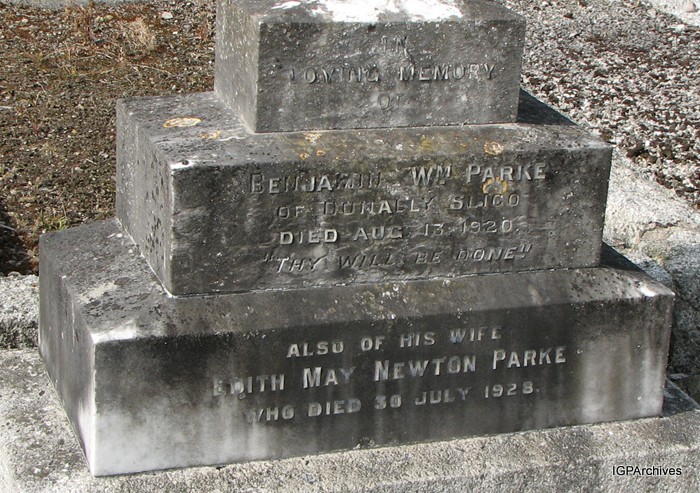 IN
LOVING MEMORY
OF
BENJAMIN WM PARKE
OF DUNALLY SLIGO
DIED AUG. 13. 1920.
"THY WILL BE DONE"
ALSO OF HIS WIFE
EDITH MAY NEWTON PARKE
WHO DIED 30 JULY 1928.
IGPArchives